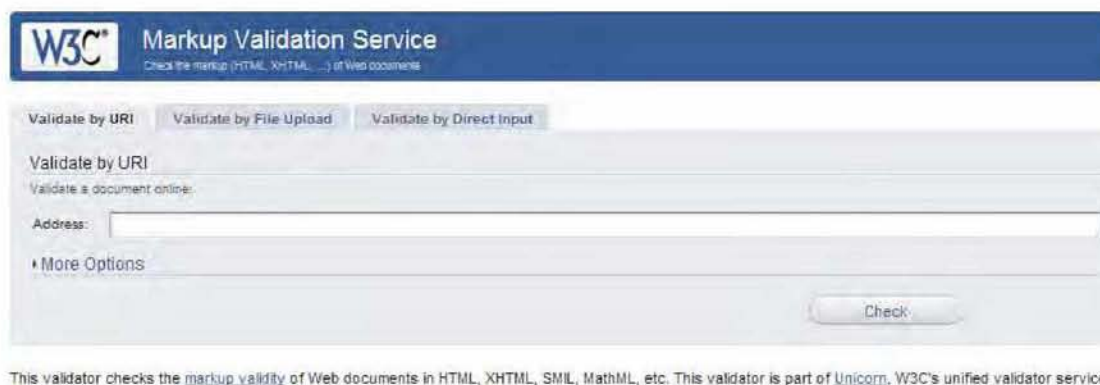 W3C®
Markup Validation Service
Check the markup (HTML, XHTML, ...) of Web documents
Validate by URI Validate by File Upload Validate by Direct Input
Validate by URI
Validate a document online:
Address:
More Options
Check
This validator checks the markup validity of Web documents in HTML, XHTML, SMIL, MathML, etc. This validator is part of Unicorn, W3C's unified validator service